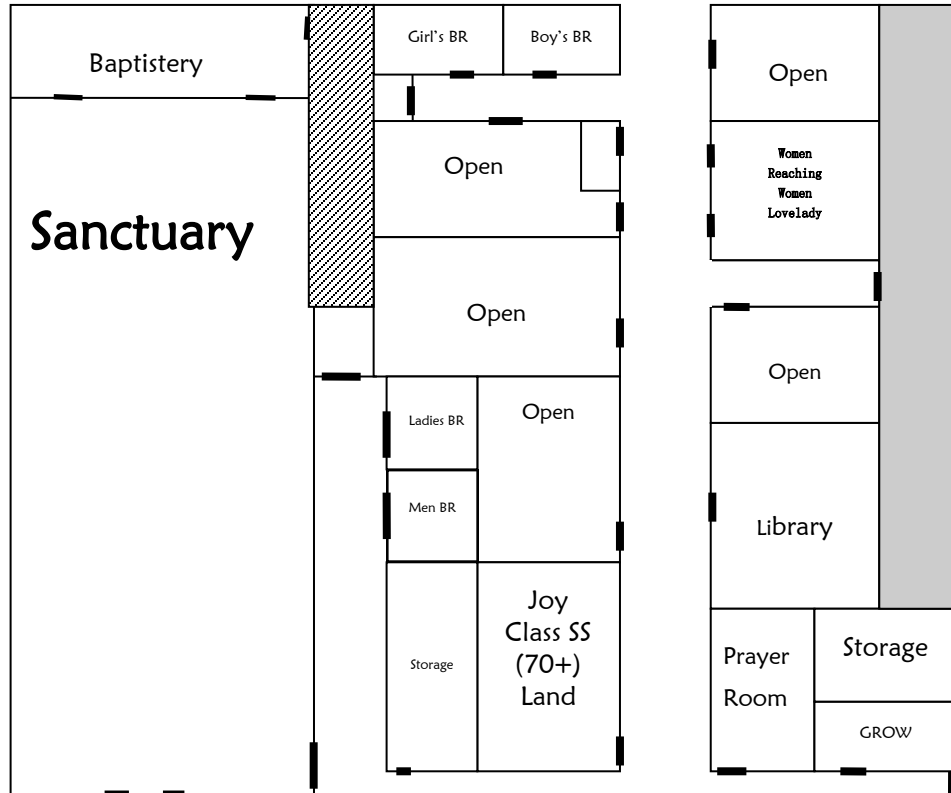 Baptistery
Girl's BR
Boy's BR
Open
Open
Women
Reaching
Women
Lovelady
Sanctuary
Open
Open
Open
Ladies BR
Men BR
Library
Joy
Class SS
(70+)
Land
Storage
Prayer
Room
Storage
GROW